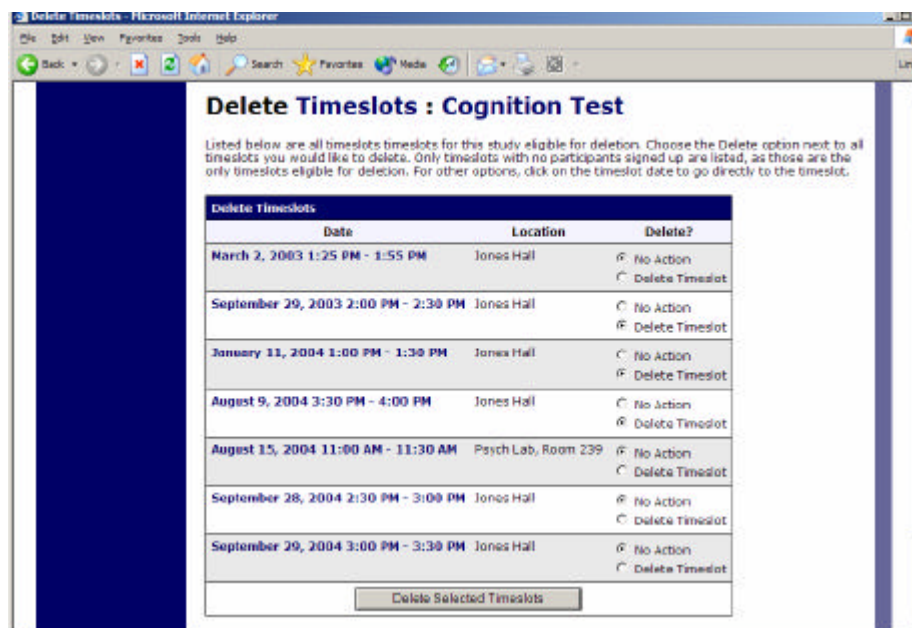 Delete Timeslots - Microsoft Internet Explorer
File Edit View Favorites Tools Help
Back Search Favorites Media
Delete Timeslots : Cognition Test
Listed below are all timeslots timeslots for this study eligible for deletion. Choose the Delete option next to all
timeslots you would like to delete. Only timeslots with no participants signed up are listed, as those are the
only timeslots eligible for deletion. For other options, click on the timeslot date to go directly to the timeslot.
Delete Timeslots
Date Location Delete?
March 2, 2003 1:25 PM - 1:55 PM Jones Hall No Action
Delete Timeslot
September 29, 2003 2:00 PM - 2:30 PM Jones Hall No Action
Delete Timeslot
January 11, 2004 1:00 PM - 1:30 PM Jones Hall No Action
Delete Timeslot
August 9, 2004 3:30 PM - 4:00 PM Jones Hall No Action
Delete Timeslot
August 15, 2004 11:00 AM - 11:30 AM Psych Lab, Room 239 No Action
Delete Timeslot
September 28, 2004 2:30 PM - 3:00 PM Jones Hall No Action
Delete Timeslot
September 29, 2004 3:00 PM - 3:30 PM Jones Hall No Action
Delete Timeslot
Delete Selected Timeslots